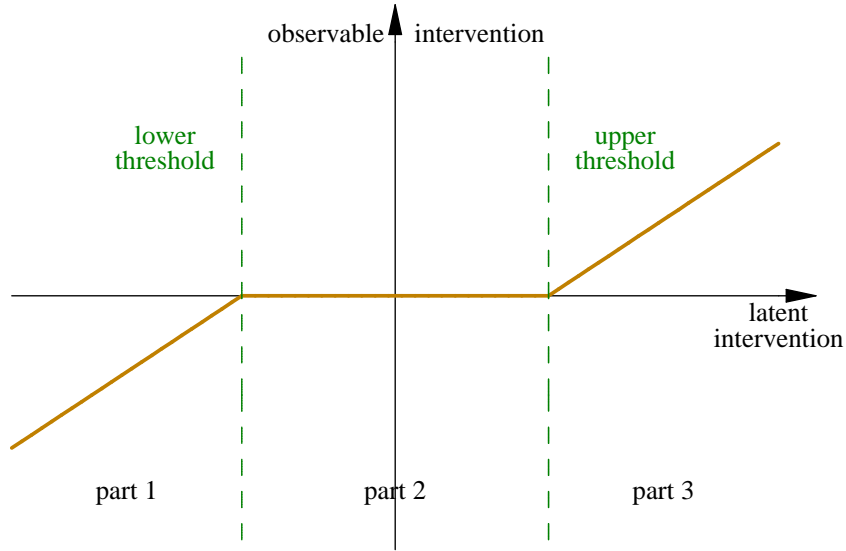 observable intervention
lower
threshold
upper
threshold
latent
intervention
part 1
part 2
part 3